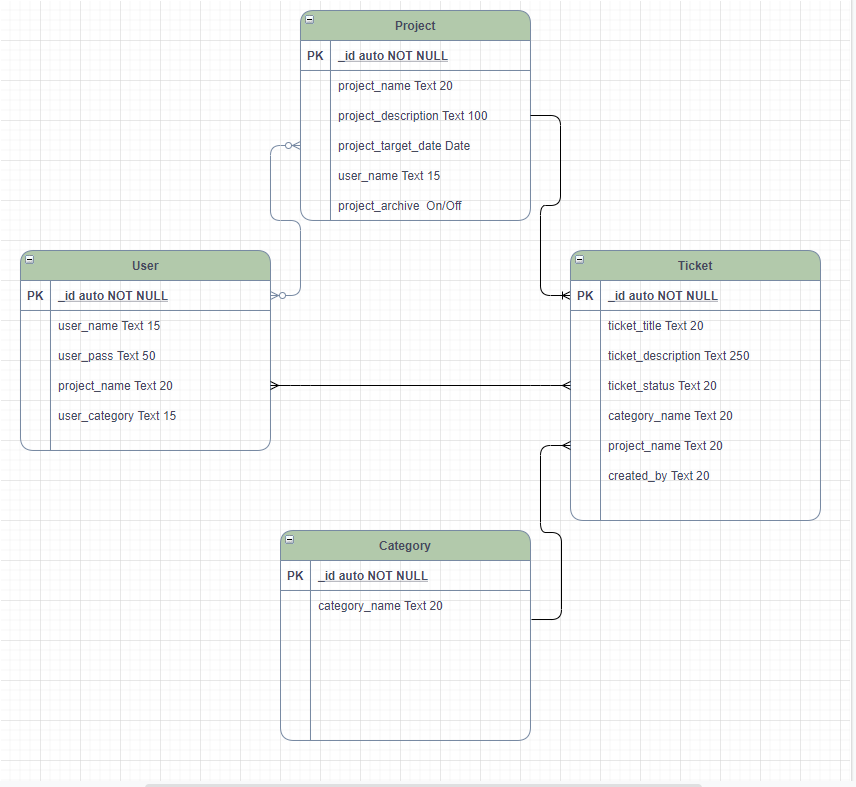 Project
PK _id auto NOT NULL
project_name Text 20
project_description Text 100
project_target_date Date
user_name Text 15
project_archive  On/Off
User
PK _id auto NOT NULL
user_name Text 15
user_pass Text 50
project_name Text 20
user_category Text 15
Ticket
PK _id auto NOT NULL
ticket_title Text 20
ticket_description Text 250
ticket_status Text 20
category_name Text 20
project_name Text 20
created_by Text 20
Category
PK _id auto NOT NULL
category_name Text 20